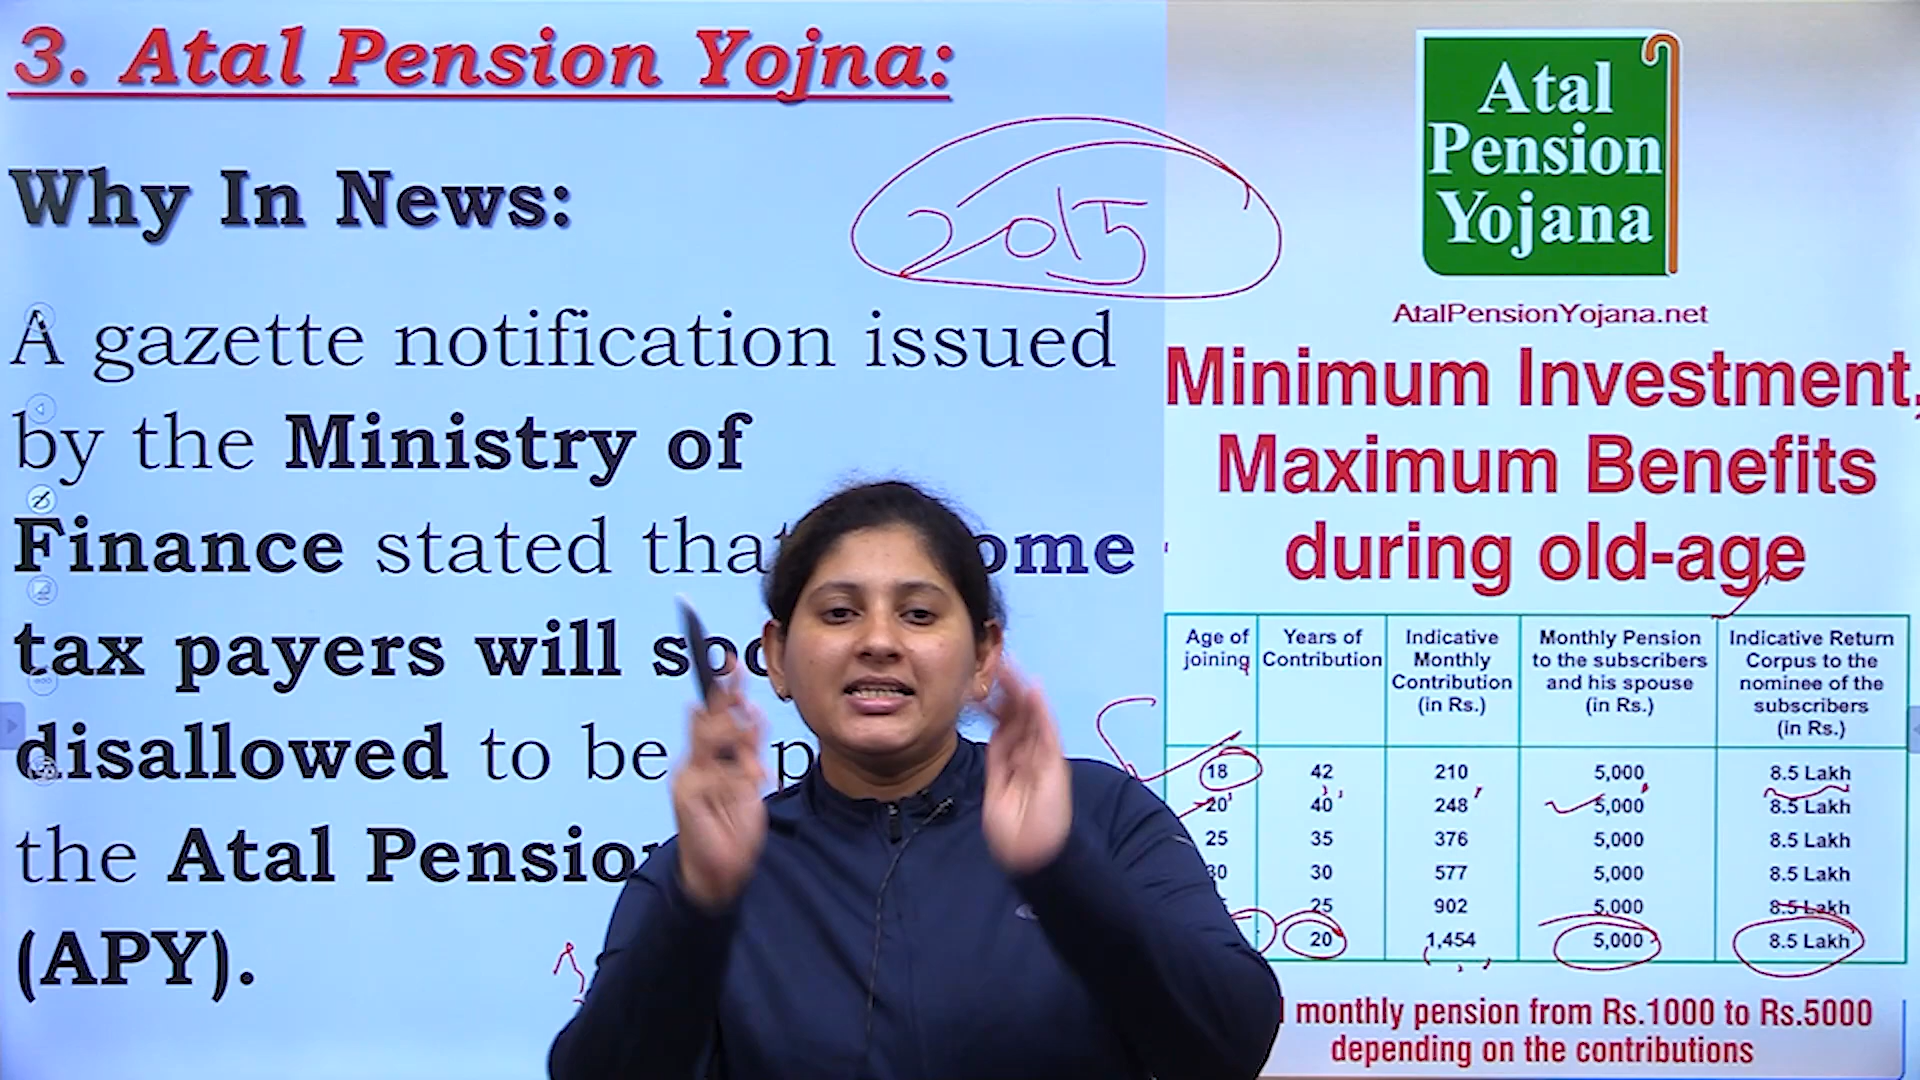 3. Atal Pension Yojna:
Why In News:
2015
A gazette notification issued
by the Ministry of
Finance stated that ome
tax payers will soo
disallowed to be
the Atal Pension
(APY).
Atal
Pension
Yojana
AtalPensionYojana.net
Minimum Investment,
Maximum Benefits
during old-age
Age of joining Years of Contribution Indicative Monthly Contribution (in Rs.) Monthly Pension to the subscribers and his spouse (in Rs.) Indicative Return Corpus to the nominee of the subscribers (in Rs.)
18 42 210 5,000 8.5 Lakh
20 40 248 5,000 8.5 Lakh
25 35 376 5,000 8.5 Lakh
30 30 577 5,000 8.5 Lakh
25 902 5,000 8.5 Lakh
20 1,454 5,000 8.5 Lakh
monthly pension from Rs.1000 to Rs.5000
depending on the contributions